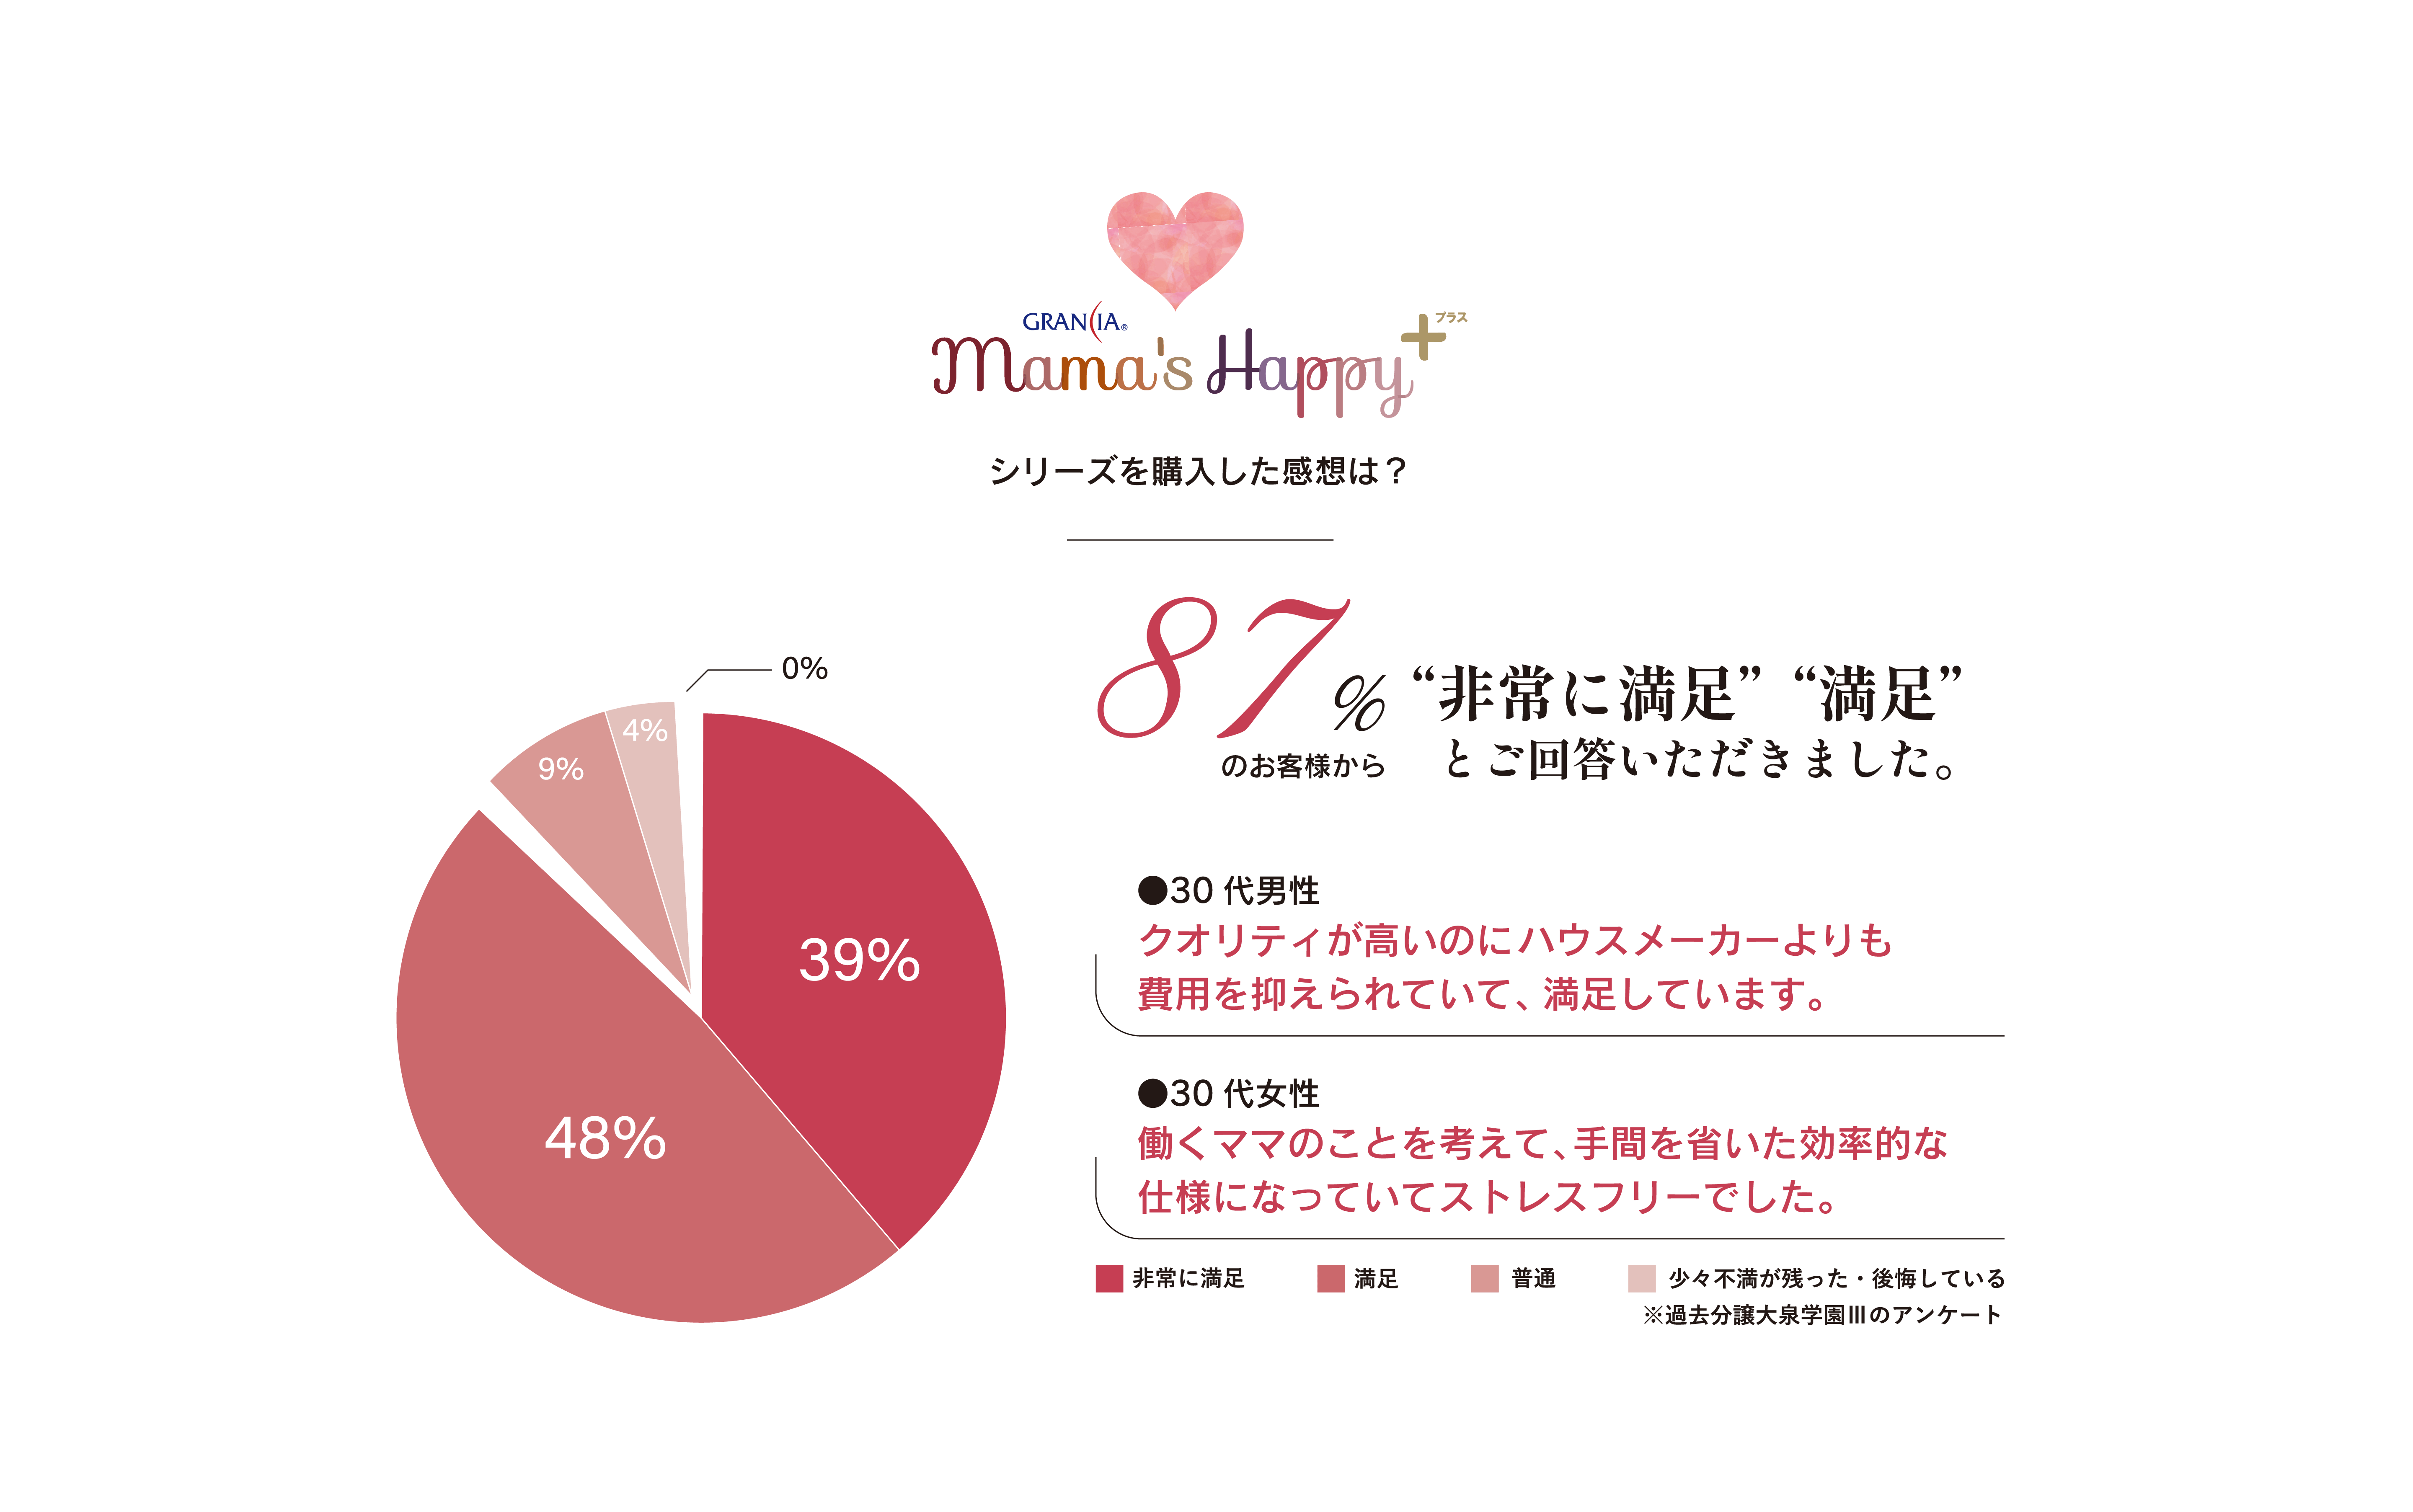 GRANCIA®
Mama's Happy+プラス
シリーズを購入した感想は？
87%
のお客様から
“非常に満足” “満足”
とご回答いただきました。
0%
4%
9%
39%
48%
●30 代男性
クオリティが高いのにハウスメーカーよりも
費用を抑えられていて、満足しています。
●30 代女性
働くママのことを考えて、手間を省いた効率的な
仕様になっていてストレスフリーでした。
非常に満足 満足 普通 少々不満が残った・後悔している
※過去分譲大泉学園Ⅲのアンケート